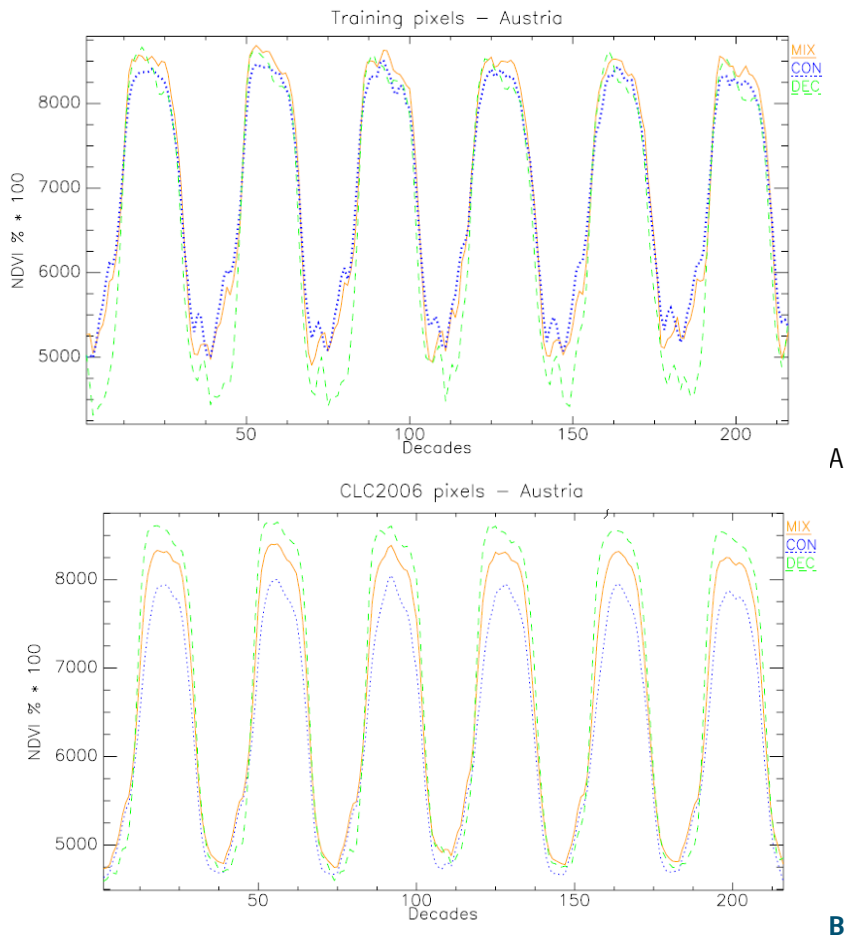 Training pixels – Austria
MIX
CON
DEC
8000
7000
6000
5000
NDVI % * 100
50
100
150
200
Decades
A
CLC2006 pixels – Austria
MIX
CON
DEC
8000
7000
6000
5000
NDVI % * 100
50
100
150
200
Decades
B